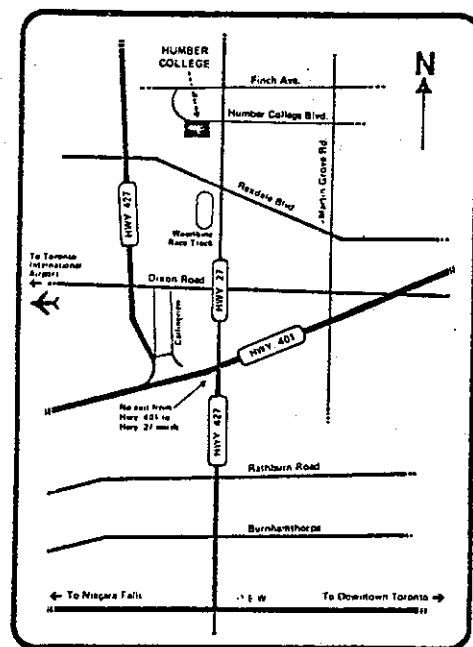 HUMBER
COLLEGE
Finch Ave.
Humber College Blvd.
N
HWY 427
Rexdale Blvd
Martin Grove Rd.
Woodbine
Race Track
To Toronto
International
Airport
Dixon Road
HWY 27
Carlingview
HWY. 401
No exit from
Hwy 401 to
Hwy 27 north
HWY 427
Rathburn Road
Burnhamthorpe
To Niagara Falls
E W
To Downtown Toronto